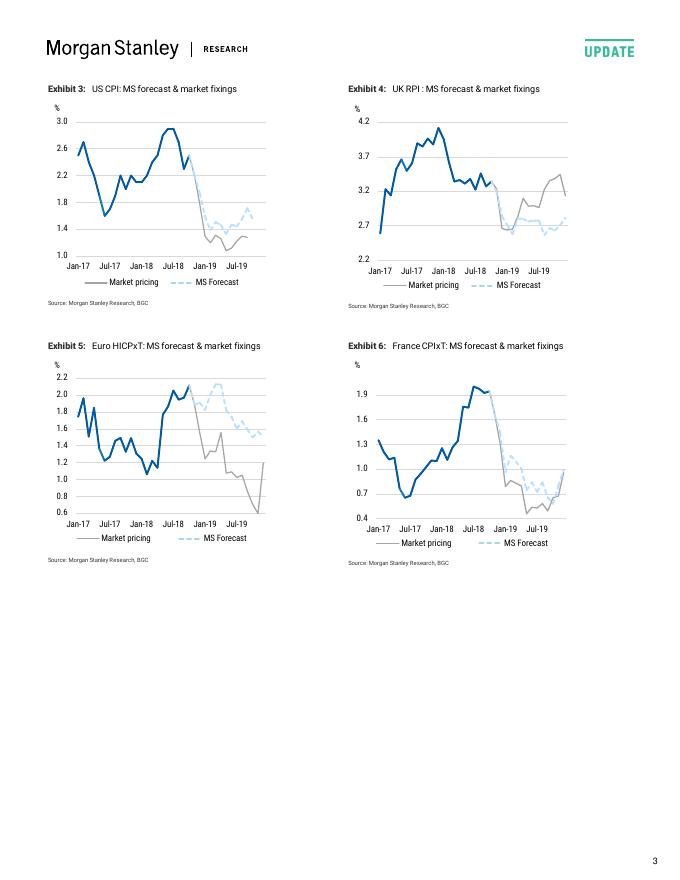 Morgan Stanley | RESEARCH
UPDATE
Exhibit 3: US CPI: MS forecast & market fixings
%
3.0
2.6
2.2
1.8
1.4
1.0
Jan-17 Jul-17 Jan-18 Jul-18 Jan-19 Jul-19
Market pricing MS Forecast
Source: Morgan Stanley Research, BGC
Exhibit 4: UK RPI : MS forecast & market fixings
%
4.2
3.7
3.2
2.7
2.2
Jan-17 Jul-17 Jan-18 Jul-18 Jan-19 Jul-19
Market pricing MS Forecast
Source: Morgan Stanley Research, BGC
Exhibit 5: Euro HICPxT: MS forecast & market fixings
%
2.2
2.0
1.8
1.6
1.4
1.2
1.0
0.8
0.6
Jan-17 Jul-17 Jan-18 Jul-18 Jan-19 Jul-19
Market pricing MS Forecast
Source: Morgan Stanley Research, BGC
Exhibit 6: France CPIxT: MS forecast & market fixings
%
1.9
1.6
1.3
1.0
0.7
0.4
Jan-17 Jul-17 Jan-18 Jul-18 Jan-19 Jul-19
Market pricing MS Forecast
Source: Morgan Stanley Research, BGC
3